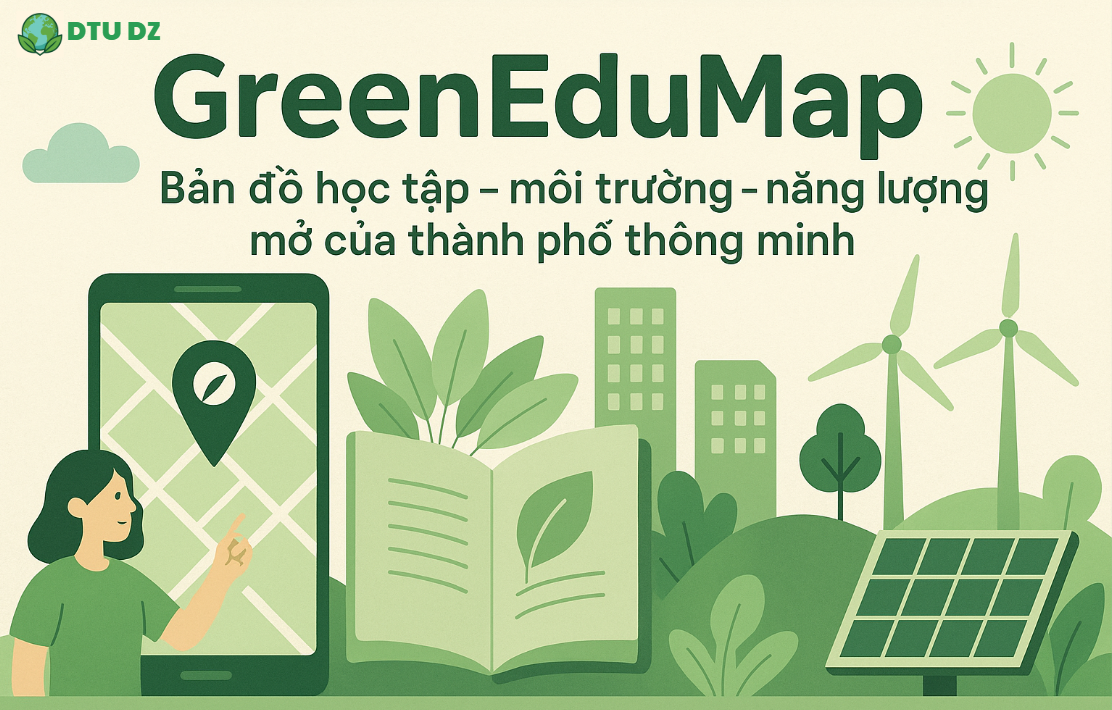 DTU DZ
GreenEduMap
Bản đồ học tập – môi trường - năng lượng
mở của thành phố thông minh